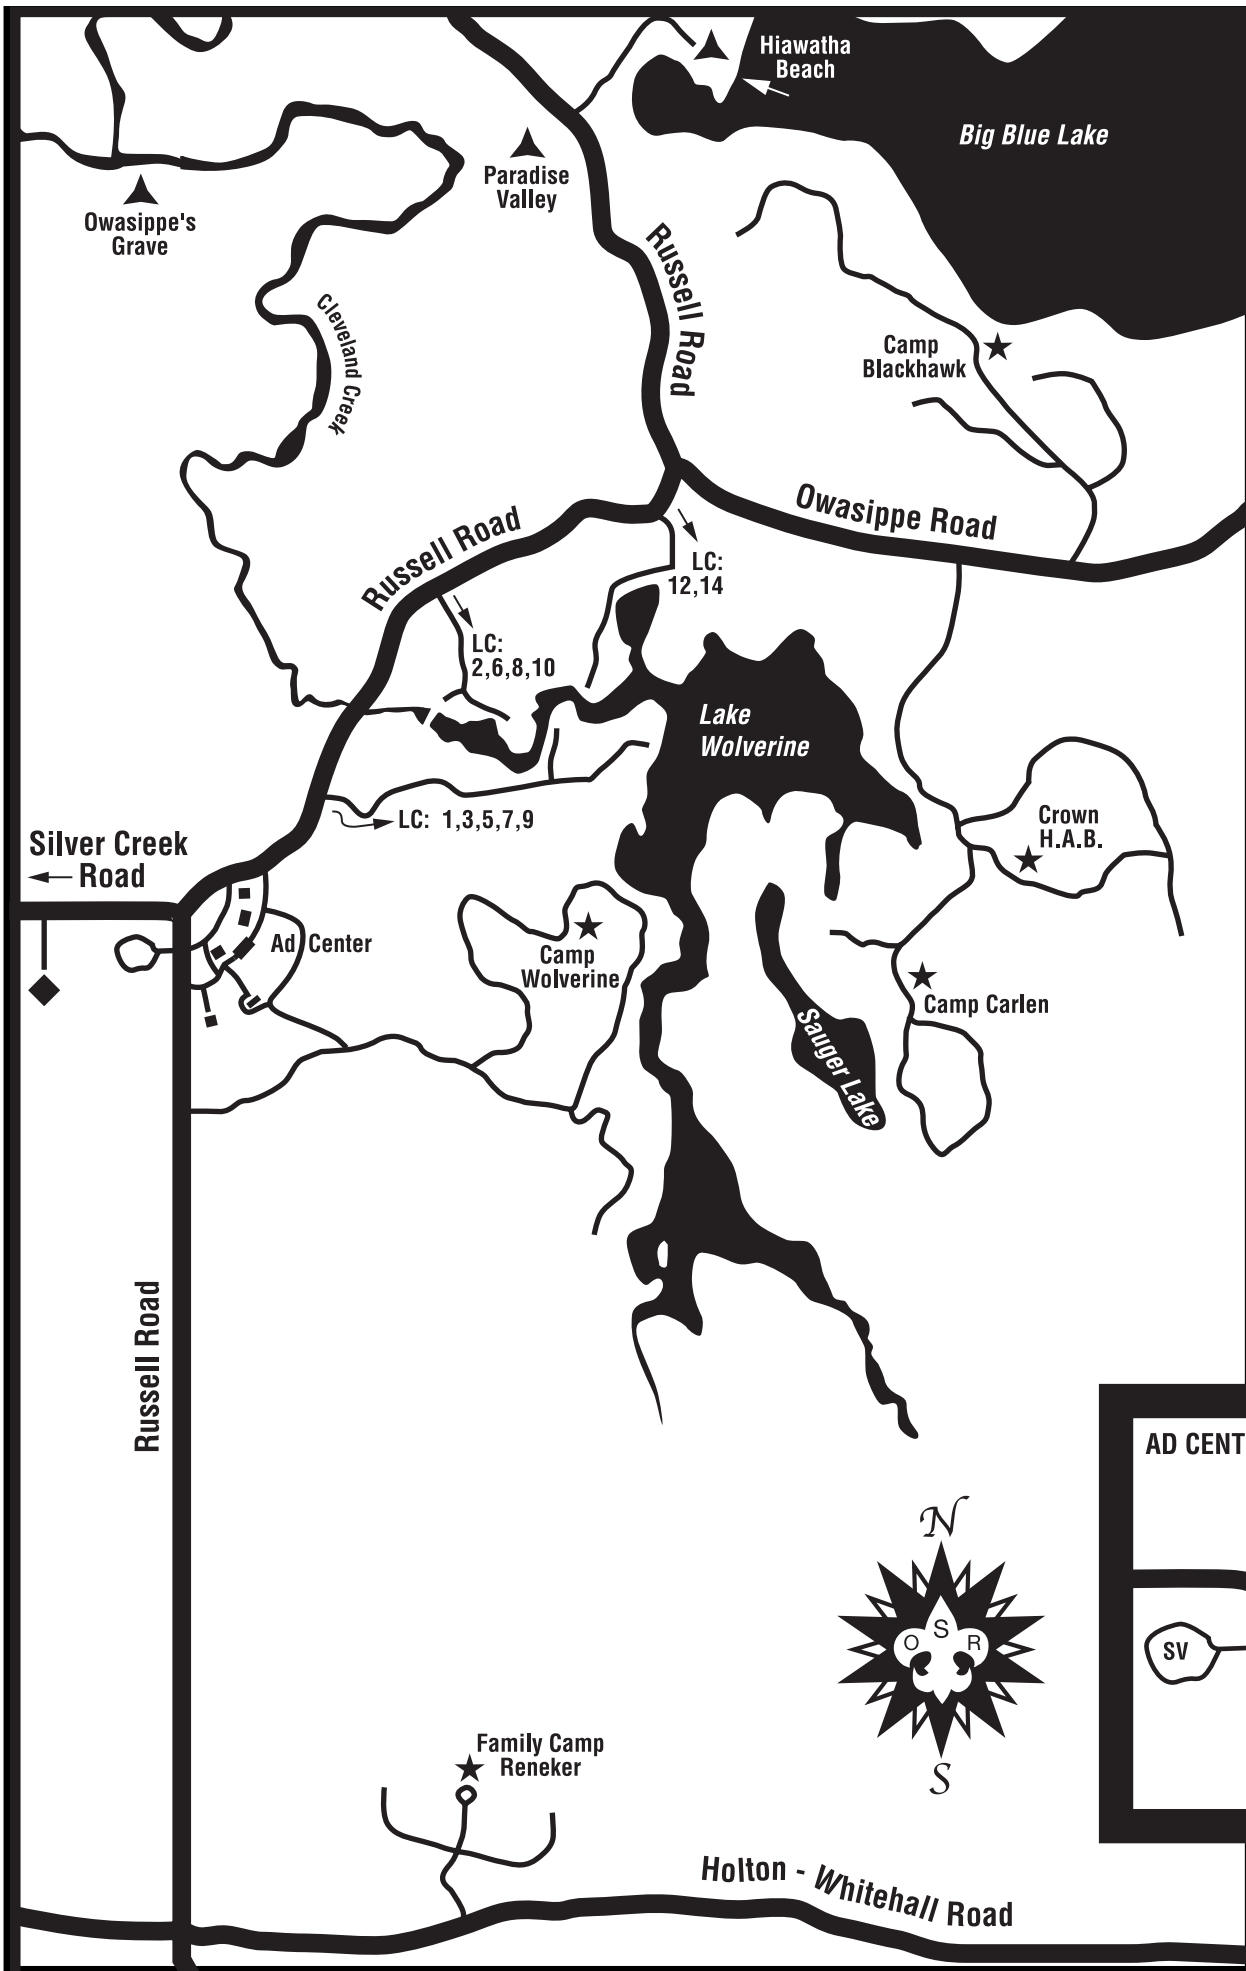 Hiawatha
Beach
Big Blue Lake
Paradise
Valley
Owasippe's
Grave
Russell Road
Cleveland Creek
Camp
Blackhawk
Owasippe Road
Russell Road
LC:
12,14
LC:
2,6,8,10
Lake
Wolverine
LC: 1,3,5,7,9
Crown
H.A.B.
Silver Creek
Road
Ad Center
Camp
Wolverine
Camp Carlen
Sauger Lake
Russell Road
AD CENT
N
O S R
S
SV
Family Camp
Reneker
Holton - Whitehall Road